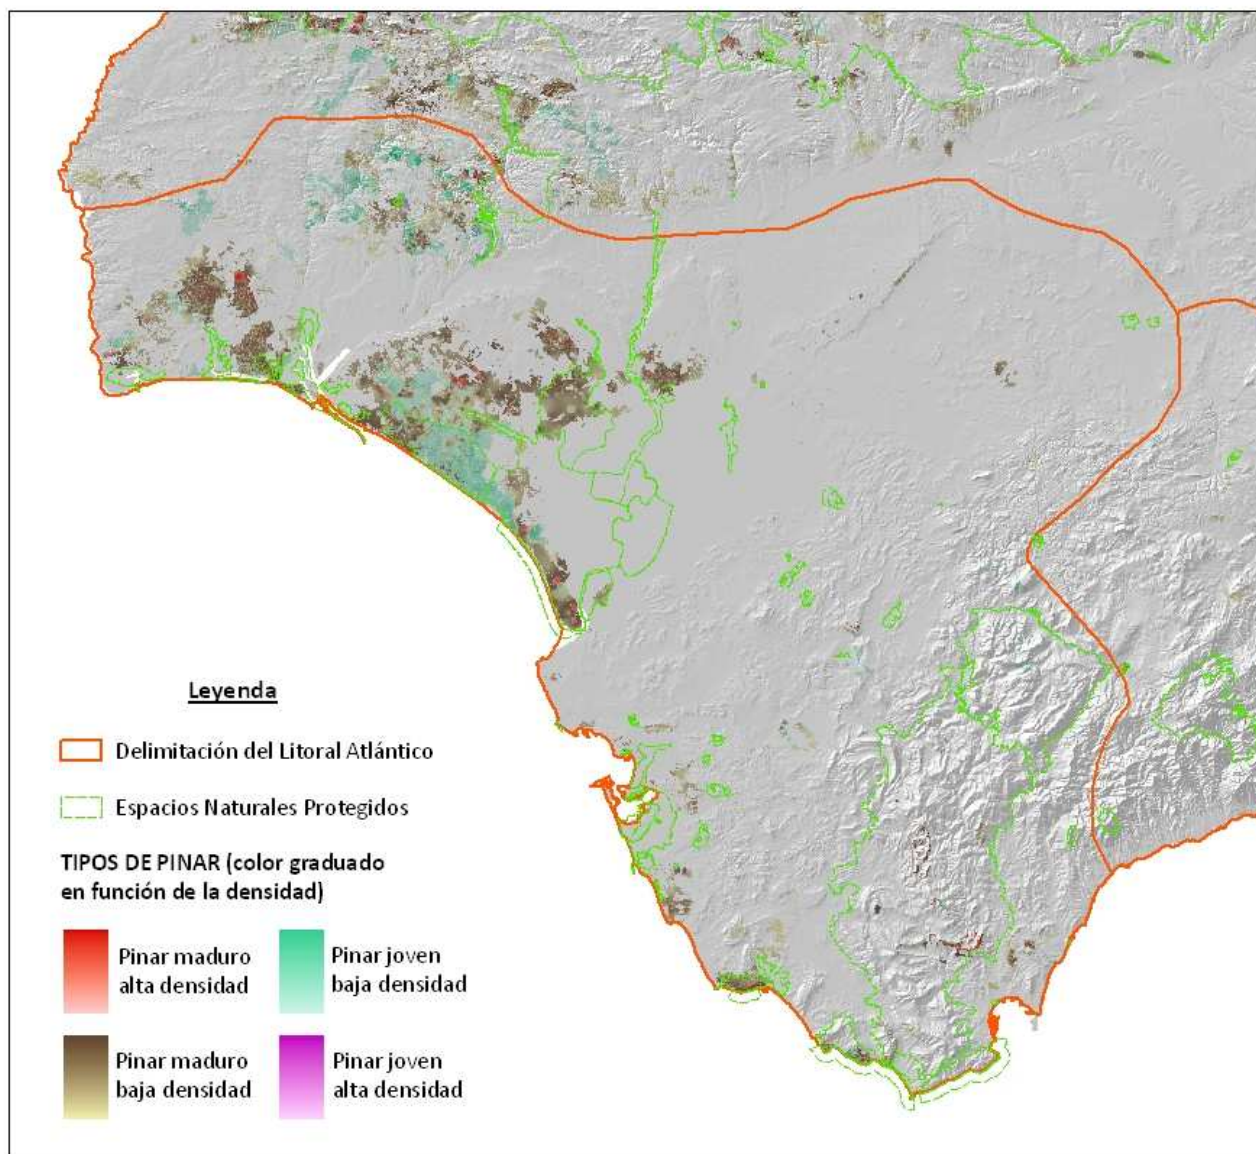 Leyenda
Delimitación del Litoral Atlántico
Espacios Naturales Protegidos
TIPOS DE PINAR (color graduado
en función de la densidad)
Pinar maduro
alta densidad
Pinar joven
baja densidad
Pinar maduro
baja densidad
Pinar joven
alta densidad